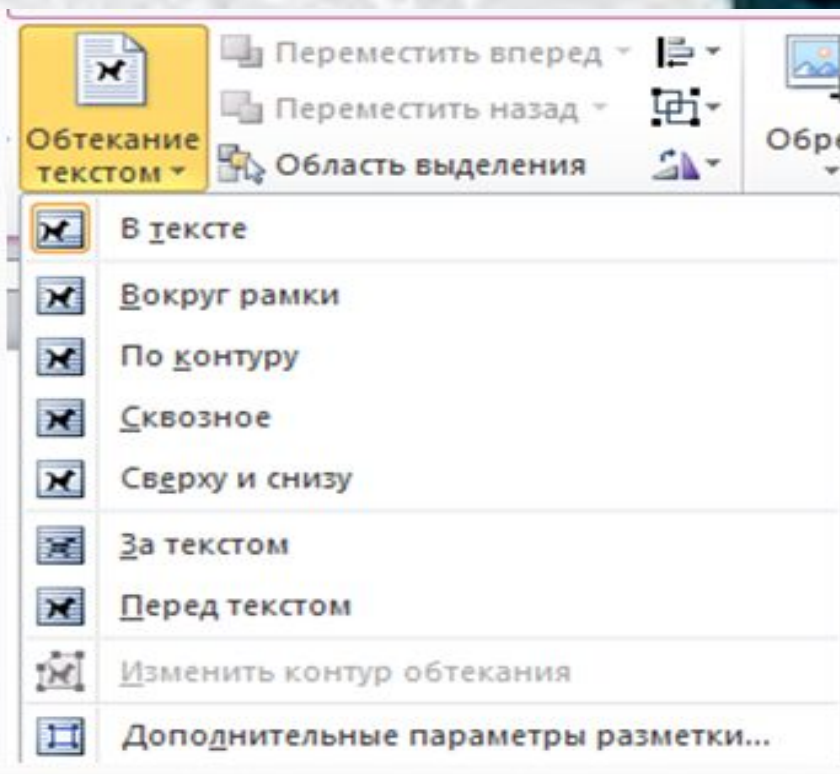 Обтекание
текстом
Переместить вперед
Переместить назад
Область выделения
Обре
В тексте
Вокруг рамки
По контуру
Сквозное
Сверху и снизу
За текстом
Перед текстом
Изменить контур обтекания
Дополнительные параметры разметки...